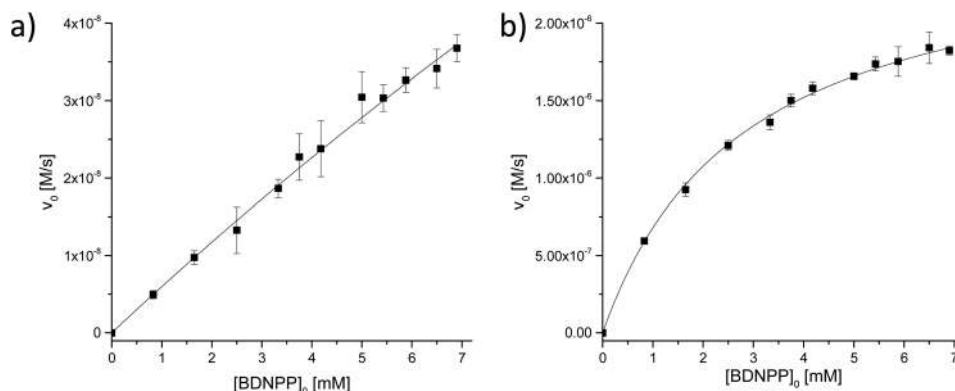 a)
4x10⁻⁸
3x10⁻⁸
2x10⁻⁸
1x10⁻⁸
0
v₀ [M/s]
0 1 2 3 4 5 6 7
[BDNPP]₀ [mM]
b)
2.00x10⁻⁶
1.50x10⁻⁶
1.00x10⁻⁶
5.00x10⁻⁷
0.00
v₀ [M/s]
0 1 2 3 4 5 6 7
[BDNPP]₀ [mM]